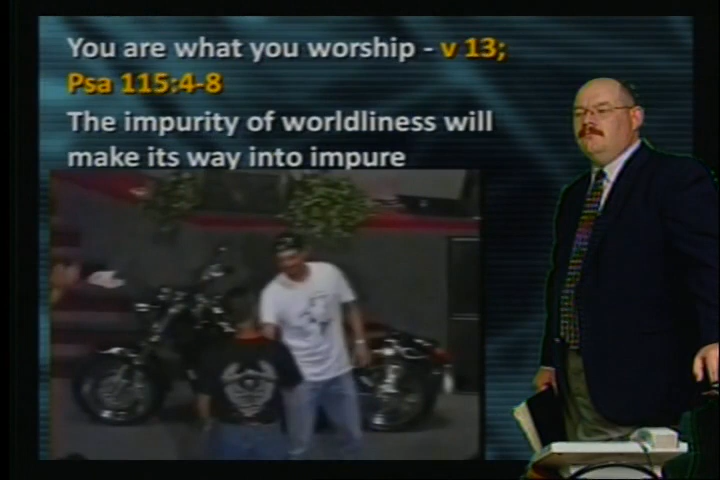 You are what you worship - v 13;
Psa 115:4-8
The impurity of worldliness will
make its way into impure